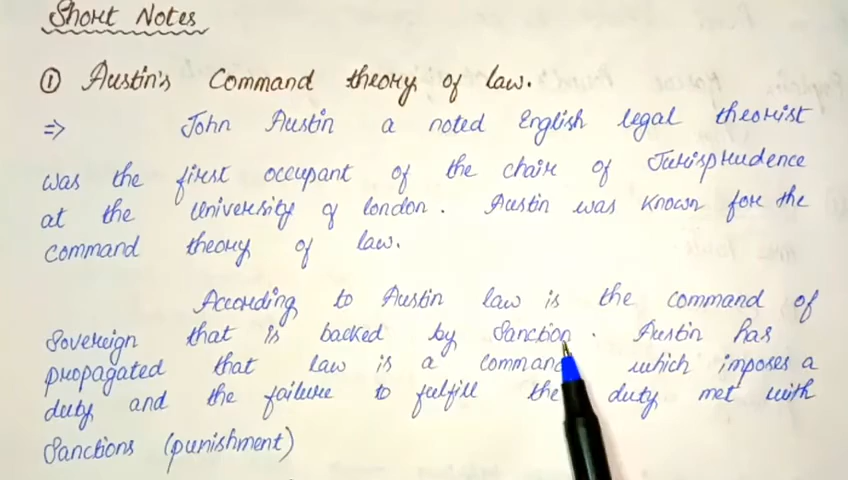 Short Notes
① Austin's Command theory of law.
⇒ John Austin a noted English legal theorist
was the first occupant of the chair of Jurisprudence
at the University of london. Austin was known for the
command theory of law.
According to Austin law is the command of
Sovereign that is backed by Sanction. Austin has
propagated that law is a command which imposes a
duty and the failure to fulfill the duty met with
Sanctions (punishment)